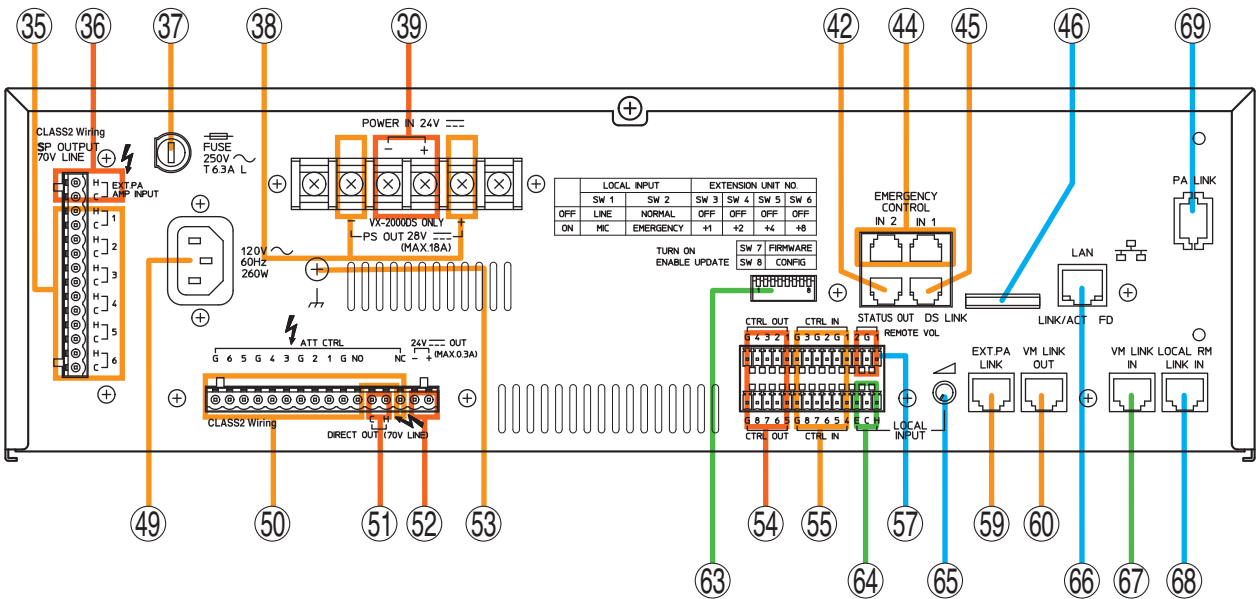 35 36 37 38 39 42 44 45 46 69
CLASS2 Wiring
SP OUTPUT
70V LINE
H
C
EXT.PA
AMP INPUT
H
C
1
H
C
2
H
C
3
H
C
4
H
C
5
H
C
6
FUSE
250V
T6.3A L
POWER IN 24V
− +
VX-2000DS ONLY
− +
PS OUT 28V
(MAX.18A)
120V
60Hz
260W
LOCAL INPUT EXTENSION UNIT NO.
SW 1 SW 2 SW 3 SW 4 SW 5 SW 6
OFF LINE NORMAL OFF OFF OFF OFF
ON MIC EMERGENCY +1 +2 +4 +8
TURN ON
ENABLE UPDATE
SW 7 FIRMWARE
SW 8 CONFIG
1 8
EMERGENCY
CONTROL
IN 2 IN 1
STATUS OUT DS LINK
PA LINK
LAN
LINK/ACT FD
ATT CTRL
G 6 5 G 4 3 G 2 1 G NO NC
24V OUT
− +
(MAX.0.3A)
CLASS2 Wiring
C H
DIRECT OUT (70V LINE)
CTRL OUT CTRL IN REMOTE VOL
G 4 3 2 1 G 3 G 2 G 1 2 G 1
G 8 7 6 5 G 8 7 6 5 4 E C H
CTRL OUT CTRL IN
LOCAL
INPUT
EXT.PA
LINK
VM LINK
OUT
VM LINK
IN
LOCAL RM
LINK IN
49 50 51 52 53 54 55 57 59 60
63 64 65 66 67 68